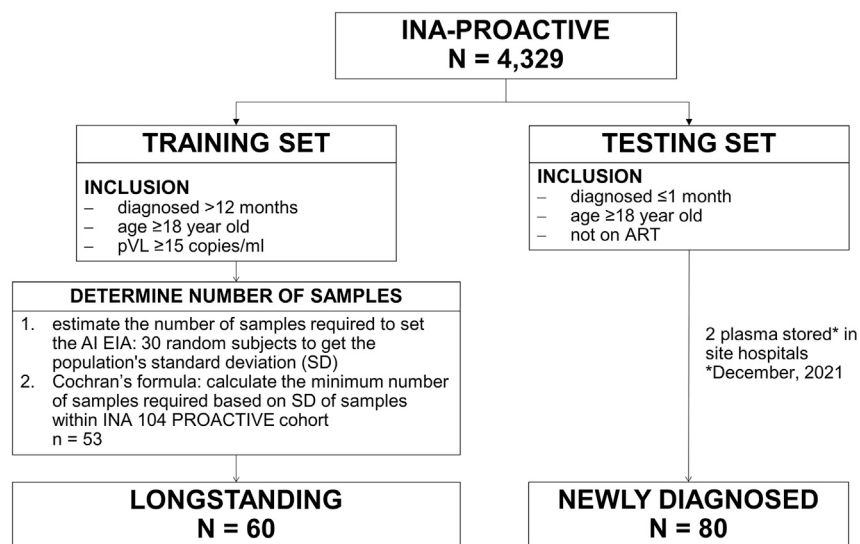 INA-PROACTIVE
N = 4,329
TRAINING SET
INCLUSION
– diagnosed >12 months
– age ≥18 year old
– pVL ≥15 copies/ml
DETERMINE NUMBER OF SAMPLES
1. estimate the number of samples required to set
the AI EIA: 30 random subjects to get the
population's standard deviation (SD)
2. Cochran’s formula: calculate the minimum number
of samples required based on SD of samples
within INA 104 PROACTIVE cohort
n = 53
LONGSTANDING
N = 60
TESTING SET
INCLUSION
– diagnosed ≤1 month
– age ≥18 year old
– not on ART
2 plasma stored* in
site hospitals
*December, 2021
NEWLY DIAGNOSED
N = 80